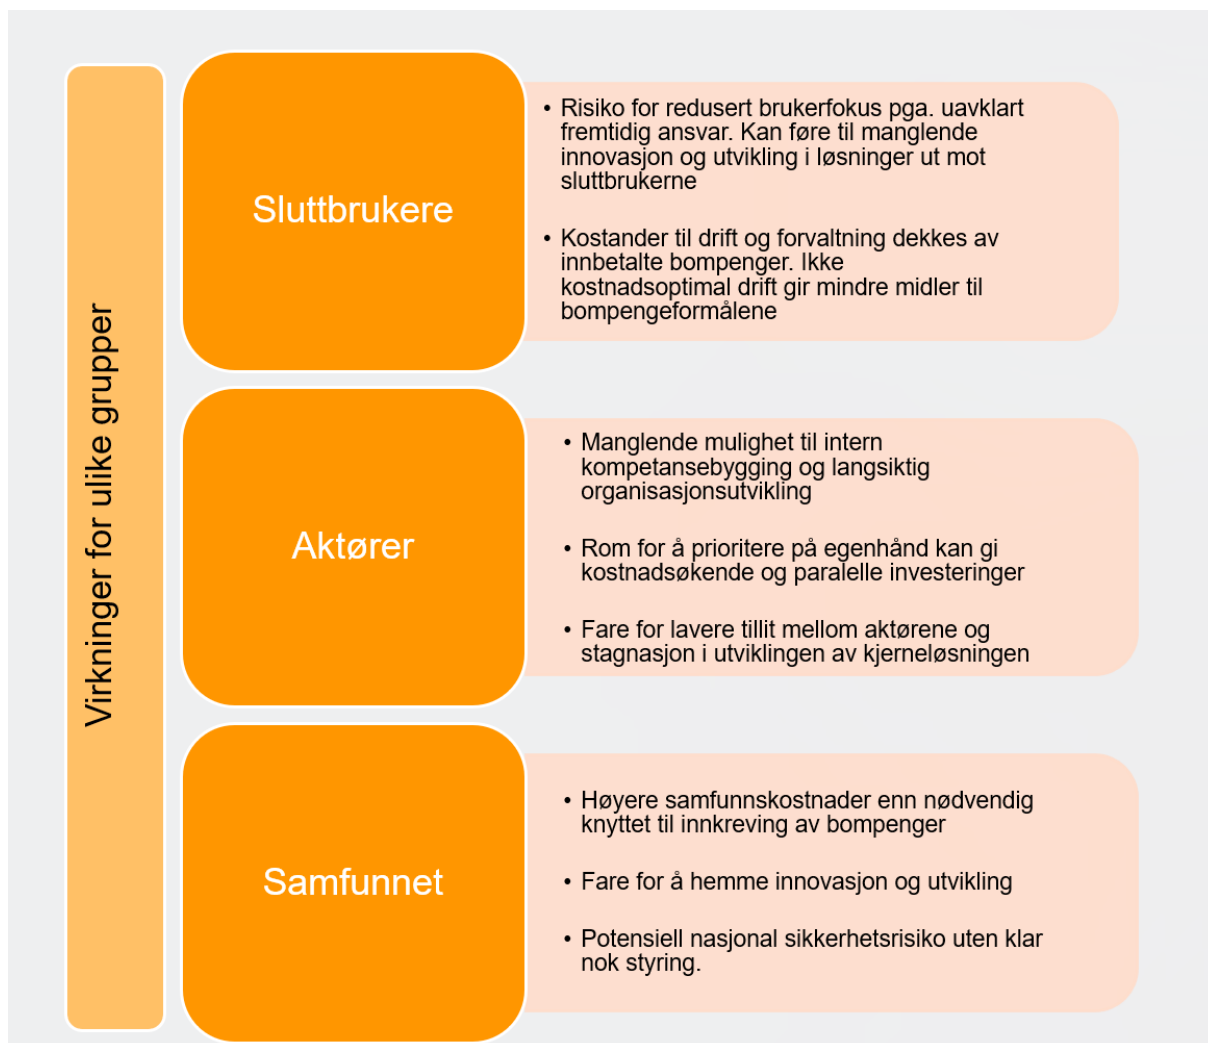 Virkninger for ulike grupper
Sluttbrukere
• Risiko for redusert brukerfokus pga. uavklart
fremtidig ansvar. Kan føre til manglende
innovasjon og utvikling i løsninger ut mot
sluttbrukerne
• Kostander til drift og forvaltning dekkes av
innbetalte bompenger. Ikke
kostnadsoptimal drift gir mindre midler til
bompengeformålene
Aktører
• Manglende mulighet til intern
kompetansebygging og langsiktig
organisasjonsutvikling
• Rom for å prioritere på egenhånd kan gi
kostnadsøkende og paralelle investeringer
• Fare for lavere tillit mellom aktørene og
stagnasjon i utviklingen av kjerneløsningen
Samfunnet
• Høyere samfunnskostnader enn nødvendig
knyttet til innkreving av bompenger
• Fare for å hemme innovasjon og utvikling
• Potensiell nasjonal sikkerhetsrisiko uten klar
nok styring.